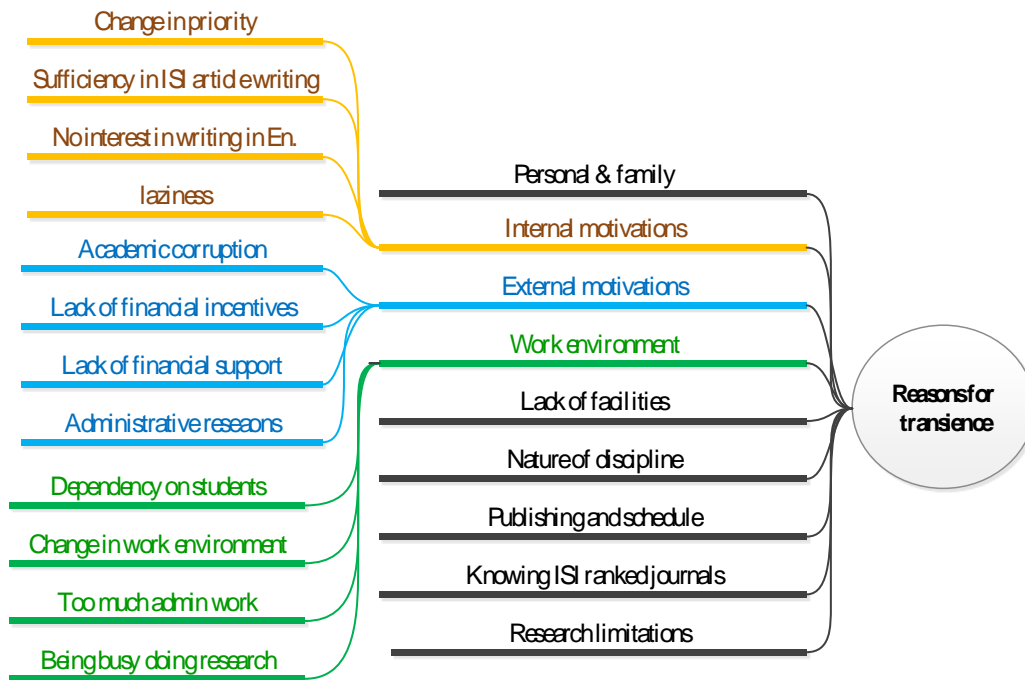 Change in priority
Sufficiency in ISI article writing
No interest in writing in En.
laziness
Academic corruption
Lack of financial incentives
Lack of financial support
Administrative reseaons
Dependency on students
Change in work environment
Too much admin work
Being busy doing research
Personal & family
Internal motivations
External motivations
Work environment
Lack of facilities
Nature of discipline
Publishing and schedule
Knowing ISI ranked journals
Research limitations
Reasons for
transience